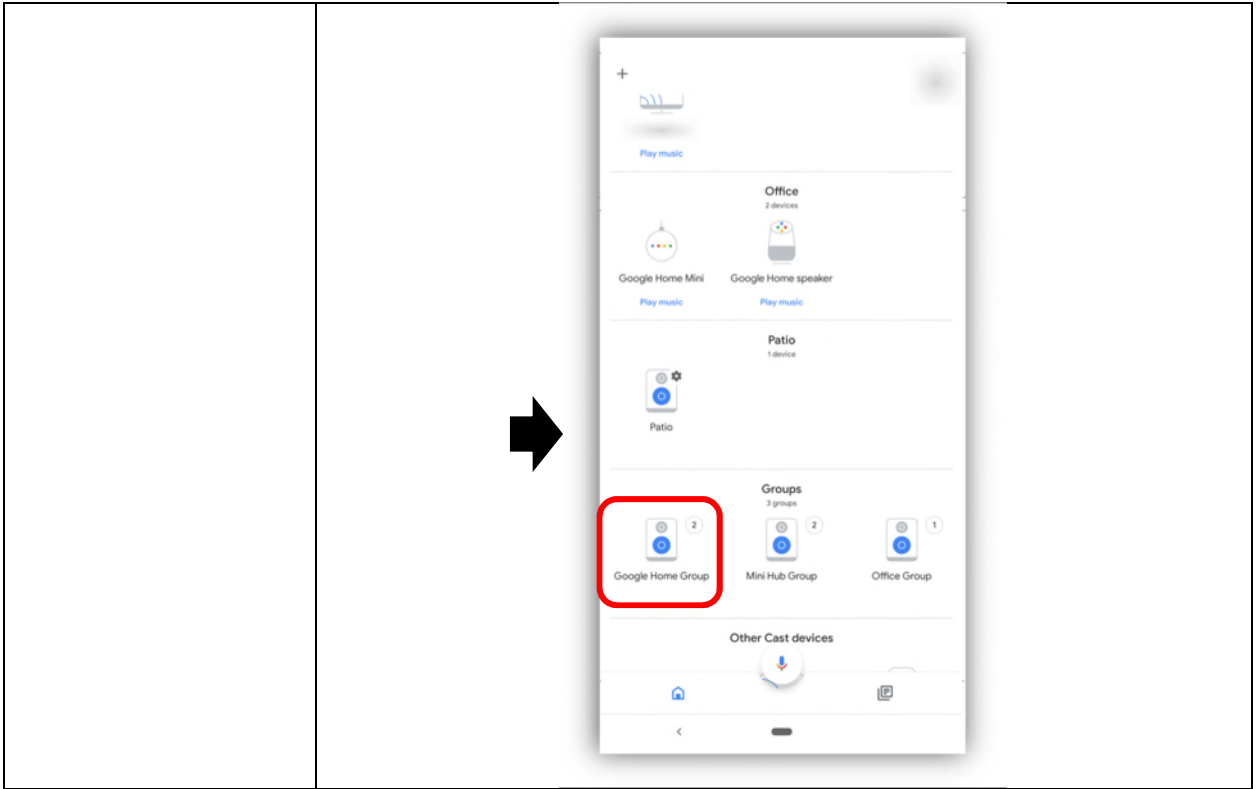 +
Play music
Office
2 devices
Google Home Mini
Google Home speaker
Play music
Play music
Patio
1 device
Patio
Groups
3 groups
2
2
1
Google Home Group
Mini Hub Group
Office Group
Other Cast devices